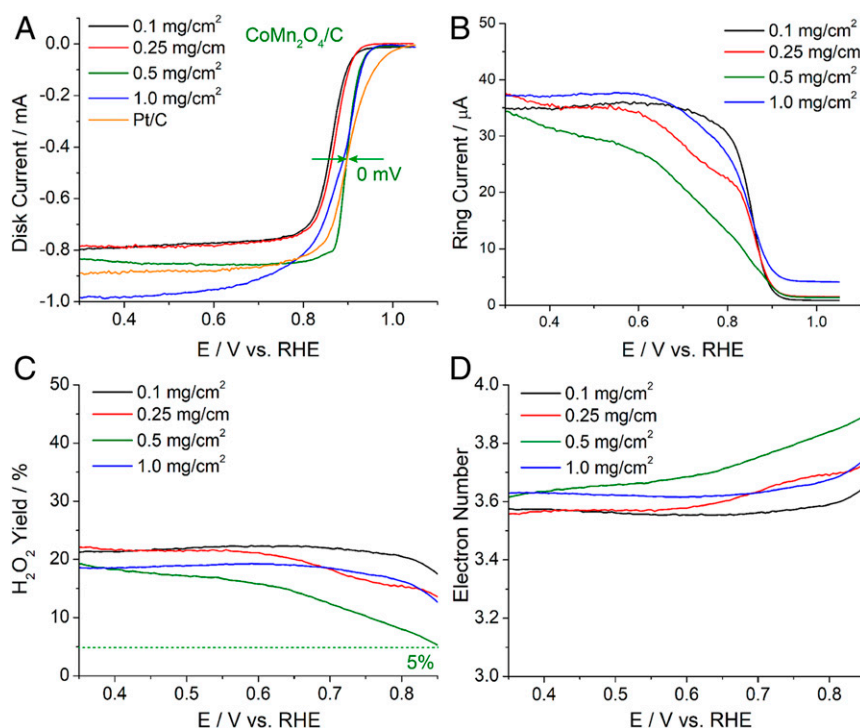 A
0.1 mg/cm²
0.25 mg/cm
0.5 mg/cm²
1.0 mg/cm²
Pt/C
CoMn₂O₄/C
0 mV
0.0
-0.2
-0.4
-0.6
-0.8
-1.0
Disk Current / mA
0.4 0.6 0.8 1.0
E / V vs. RHE
B
0.1 mg/cm²
0.25 mg/cm
0.5 mg/cm²
1.0 mg/cm²
50
40
30
20
10
0
Ring Current / µA
0.4 0.6 0.8 1.0
E / V vs. RHE
C
0.1 mg/cm²
0.25 mg/cm
0.5 mg/cm²
1.0 mg/cm²
50
40
30
20
10
0
H₂O₂ Yield / %
5%
0.4 0.5 0.6 0.7 0.8
E / V vs. RHE
D
0.1 mg/cm²
0.25 mg/cm
0.5 mg/cm²
1.0 mg/cm²
4.0
3.8
3.6
3.4
3.2
3.0
Electron Number
0.4 0.5 0.6 0.7 0.8
E / V vs. RHE